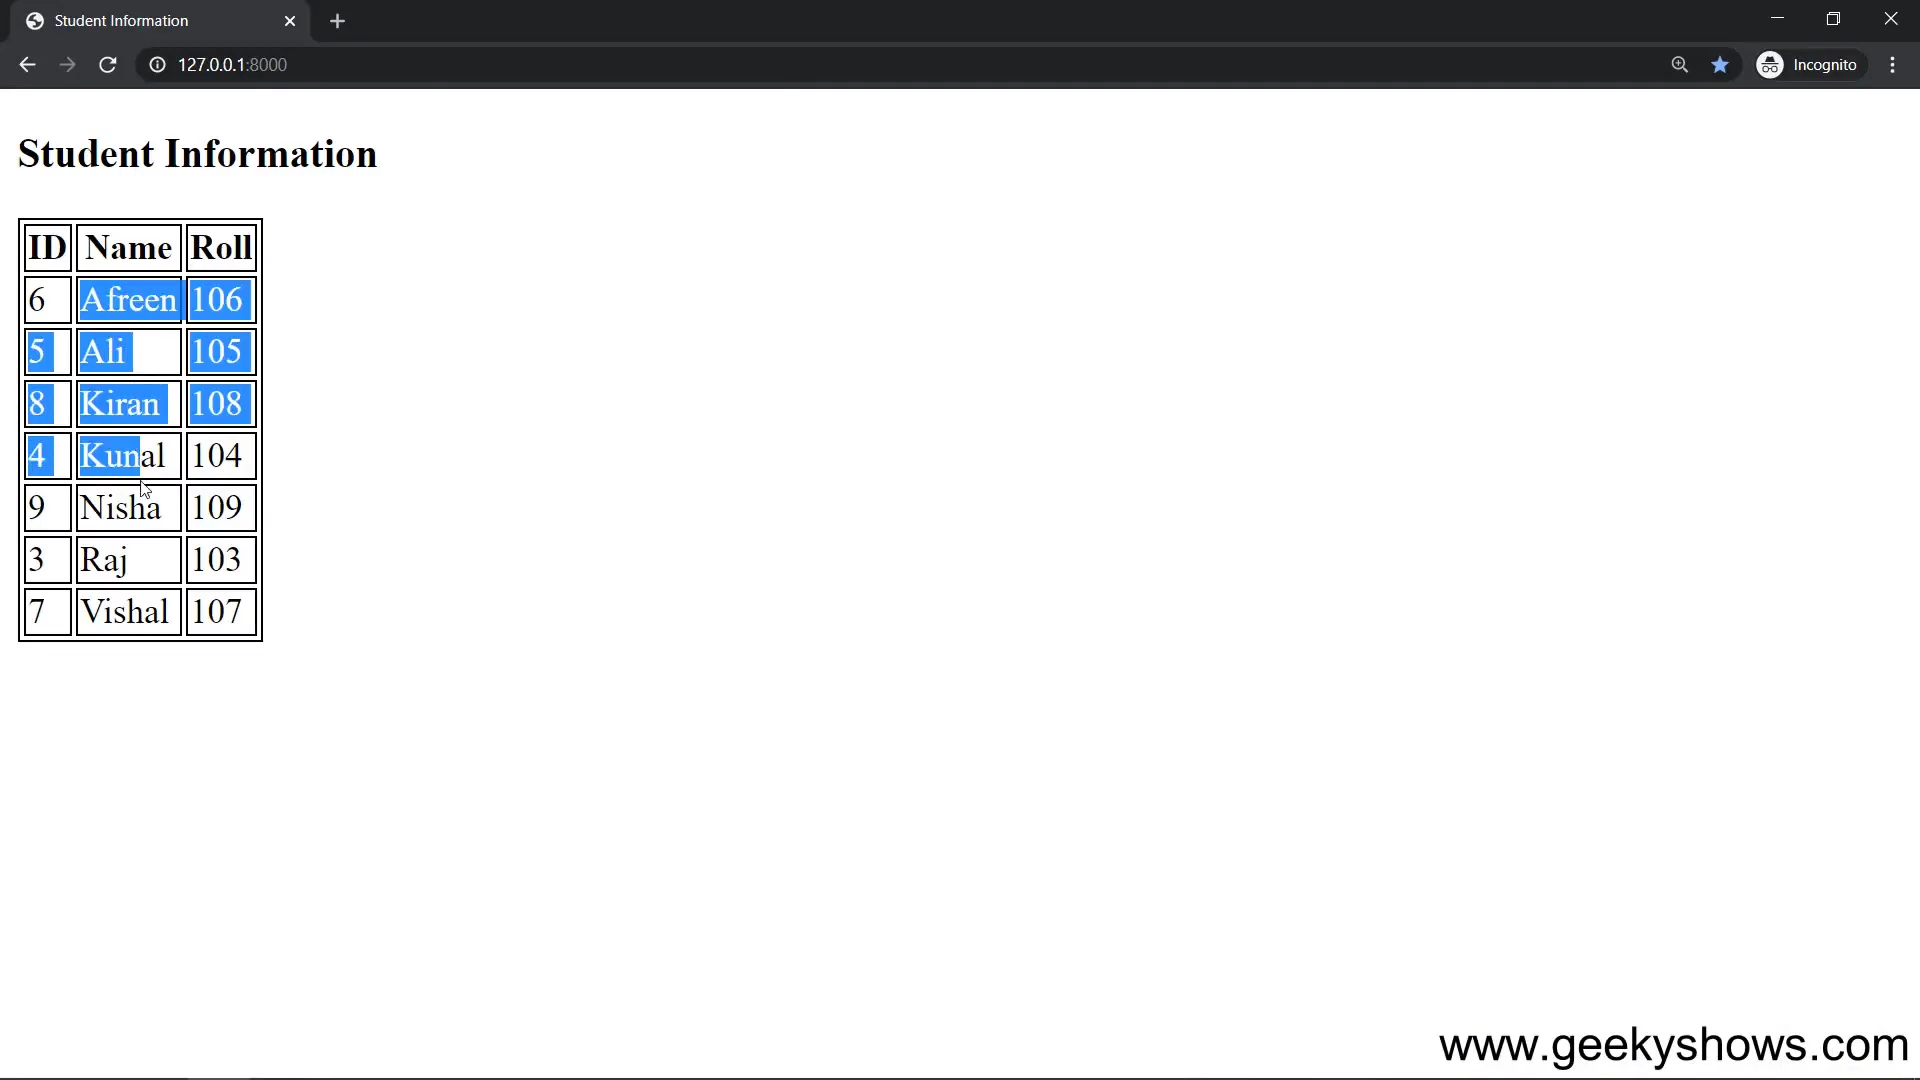 Student Information
127.0.0.1:8000
Incognito
Student Information
ID Name Roll
6 Afreen 106
5 Ali 105
8 Kiran 108
4 Kunal 104
9 Nisha 109
3 Raj 103
7 Vishal 107
www.geekyshows.com